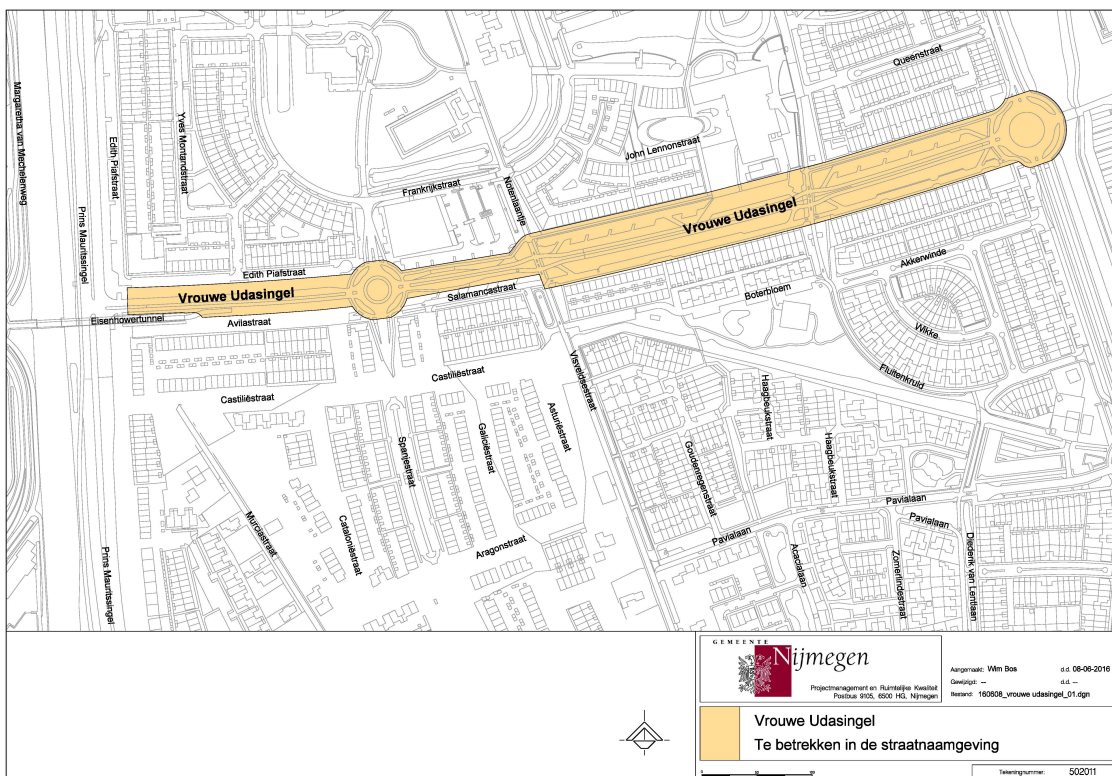 Queenstraat
Margaretha van Mechelenweg
Edith Piafstraat
Yves Montandstraat
John Lennonstraat
Frankrijkstraat
Notenlaantje
Prins Mauritssingel
Vrouwe Udasingel
Akkerwinde
Edith Piafstraat
Vrouwe Udasingel
Salamancastraat
Boterbloem
Eisenhowertunnel
Avilastraat
Wikke
Castiliëstraat
Visveldsestraat
Fluitenkruid
Castiliëstraat
Haagbeukstraat
Spanjestraat
Galiciëstraat
Asturiëstraat
Goudenregenstraat
Haagbeukstraat
Pavialaan
Murciastraat
Cataloniëstraat
Aragonstraat
Pavialaan
Pavialaan
Acacialaan
Zomerlindestraat
Diederik van Lentlaan
Prins Mauritssingel
GEMEENTE
Nijmegen
Projectmanagement en Ruimtelijke Kwaliteit
Postbus 9105, 6500 HG, Nijmegen
Aangemaakt: Wim Bos d.d. 08-06-2016
Gewijzigd: -- d.d. --
Bestand: 160608_vrouwe udasingel_01.dgn
Vrouwe Udasingel
Te betrekken in de straatnaamgeving
0 50 100
Tekeningnummer: 502011